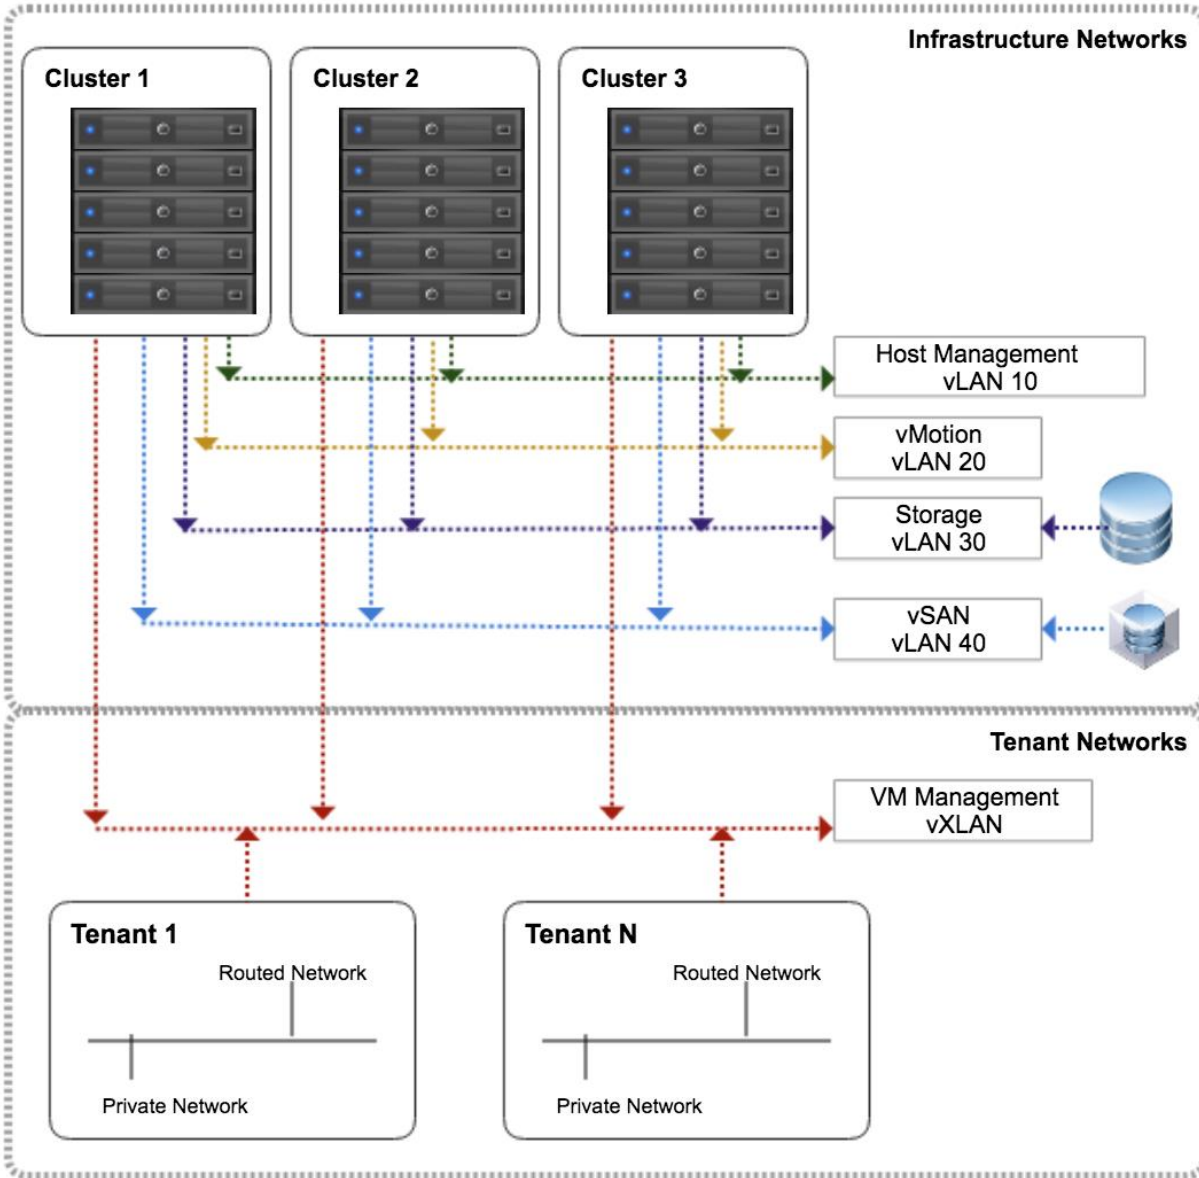 Infrastructure Networks
Cluster 1
Cluster 2
Cluster 3
Host Management
vLAN 10
vMotion
vLAN 20
Storage
vLAN 30
vSAN
vLAN 40
Tenant Networks
VM Management
vXLAN
Tenant 1
Routed Network
Private Network
Tenant N
Routed Network
Private Network